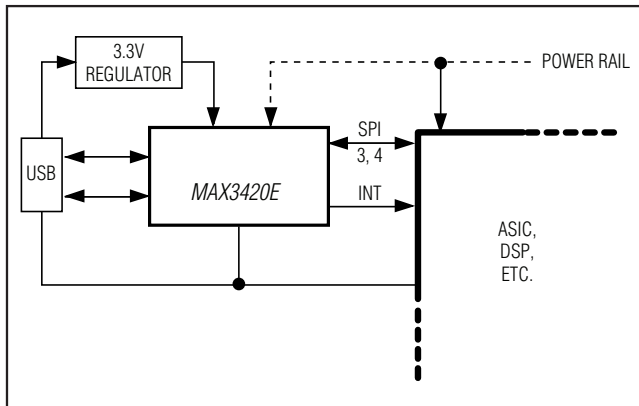 3.3V
REGULATOR
POWER RAIL
SPI
3, 4
USB
MAX3420E
INT
ASIC,
DSP,
ETC.